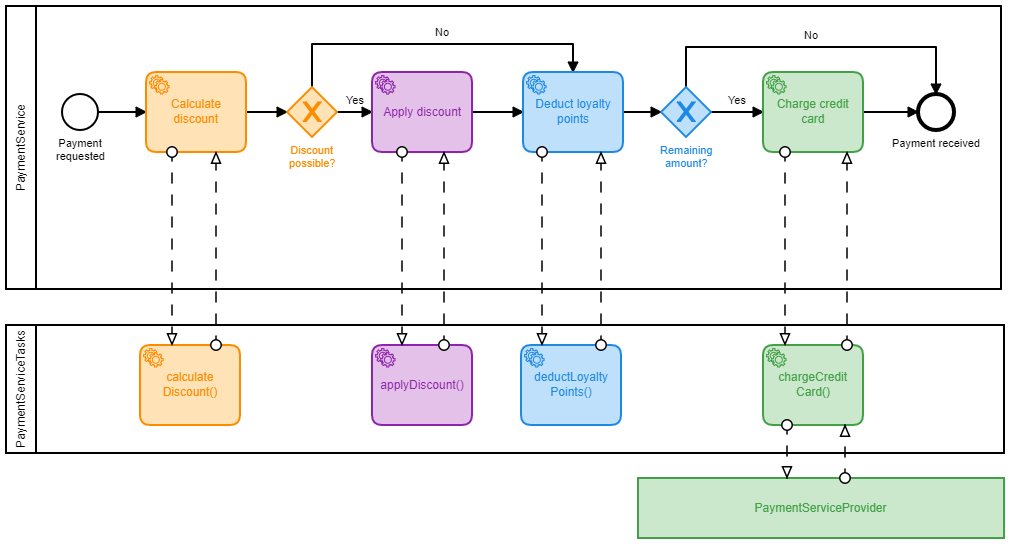 PaymentService
No
No
Calculate
discount
Yes
Apply discount
Deduct loyalty
points
Yes
Charge credit
card
Payment
requested
Discount
possible?
Remaining
amount?
Payment received
PaymentServiceTasks
calculate
Discount()
applyDiscount()
deductLoyalty
Points()
chargeCredit
Card()
PaymentServiceProvider